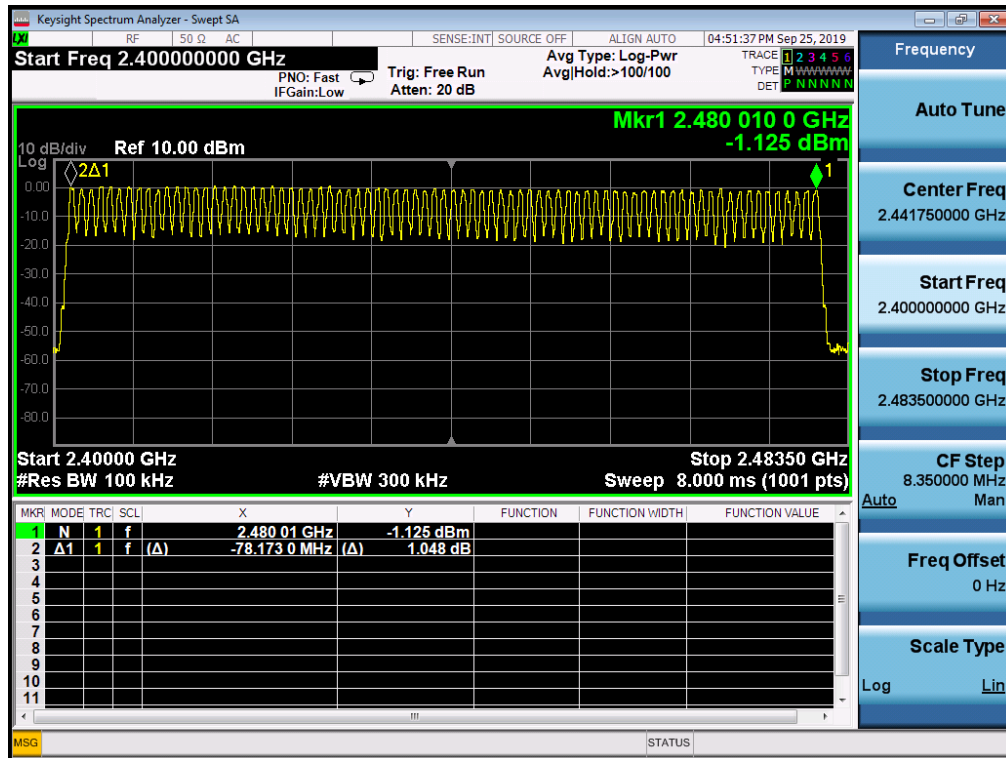 Keysight Spectrum Analyzer - Swept SA
LXI RF 50 Ω AC SENSE:INT SOURCE OFF ALIGN AUTO 04:51:37 PM Sep 25, 2019
Start Freq 2.400000000 GHz
PNO: Fast
IFGain:Low
Trig: Free Run
Atten: 20 dB
Avg Type: Log-Pwr
Avg|Hold:>100/100
TRACE 1 2 3 4 5 6
TYPE M WWWWW
DET P N N N N N
Mkr1 2.480 010 0 GHz
-1.125 dBm
10 dB/div Ref 10.00 dBm
Log
2Δ1
1
0.00
-10.0
-20.0
-30.0
-40.0
-50.0
-60.0
-70.0
-80.0
Start 2.40000 GHz Stop 2.48350 GHz
#Res BW 100 kHz #VBW 300 kHz Sweep 8.000 ms (1001 pts)
MKR MODE TRC SCL X Y FUNCTION FUNCTION WIDTH FUNCTION VALUE
1 N 1 f 2.480 01 GHz -1.125 dBm
2 Δ1 1 f (Δ) -78.173 0 MHz (Δ) 1.048 dB
3
4
5
6
7
8
9
10
11
MSG STATUS
Frequency
Auto Tune
Center Freq
2.441750000 GHz
Start Freq
2.400000000 GHz
Stop Freq
2.483500000 GHz
CF Step
8.350000 MHz
Auto Man
Freq Offset
0 Hz
Scale Type
Log Lin